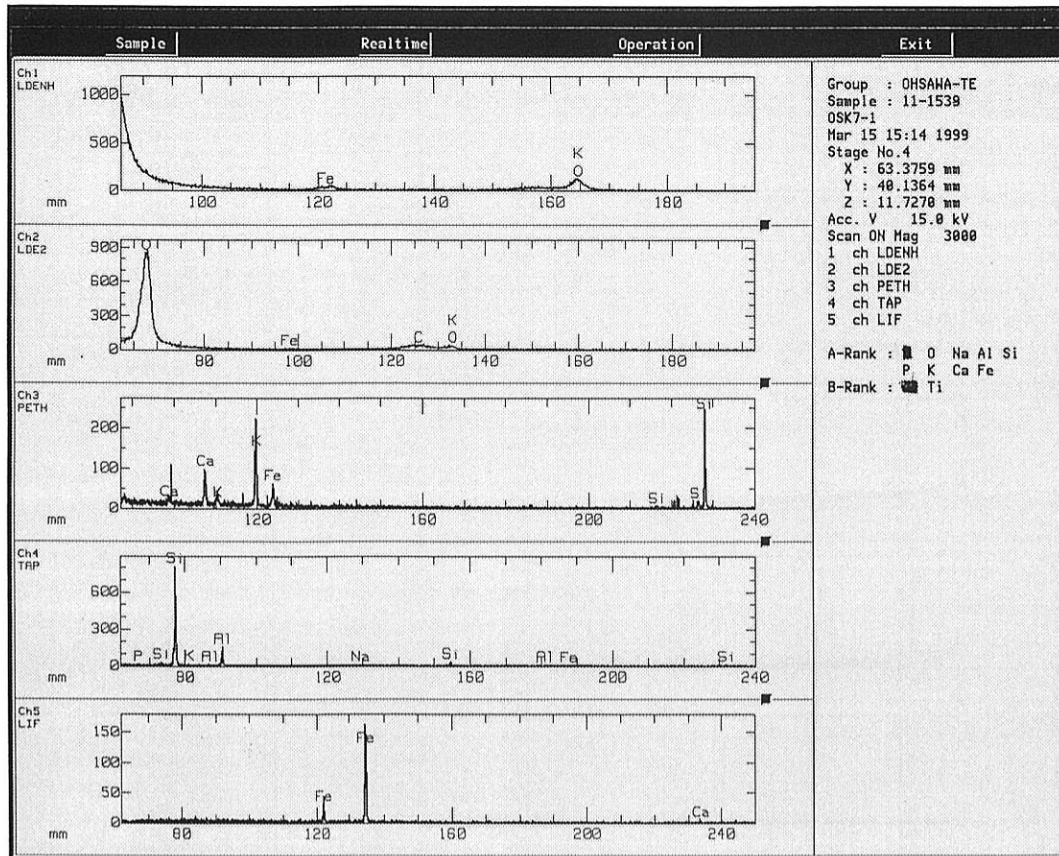 Sample Realtime Operation Exit
Ch1
LDENH
1000
500
0
Fe
K
O
mm 100 120 140 160 180
Ch2
LDE2
900
600
300
0
O
Fe
C
K
O
mm 80 100 120 140 160 180
Ch3
PETH
200
100
0
Ca
Ca
K
K
Fe
Si
S
Si
mm 120 160 200 240
Ch4
TAP
600
300
0
P Si Si K Al Al Na Si Al Fe Si
mm 80 120 160 200 240
Ch5
LIF
150
100
50
0
Fe
Fe
Ca
mm 80 120 160 200 240
Group : OHSAWA-TE
Sample : 11-1539
OSK7-1
Mar 15 15:14 1999
Stage No.4
X : 63.3759 mm
Y : 40.1364 mm
Z : 11.7270 mm
Acc. V 15.0 kV
Scan ON Mag 3000
1 ch LDENH
2 ch LDE2
3 ch PETH
4 ch TAP
5 ch LIF
A-Rank : O Na Al Si
P K Ca Fe
B-Rank : Ti